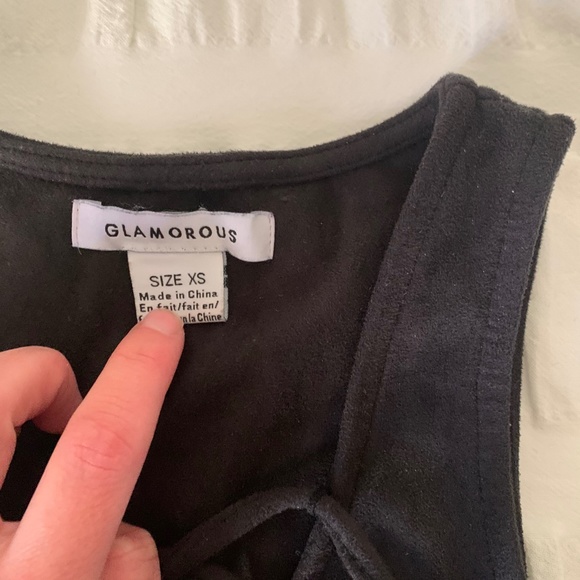 GLAMOROUS
SIZE XS
Made in China
En fait/fait en/
la Chine